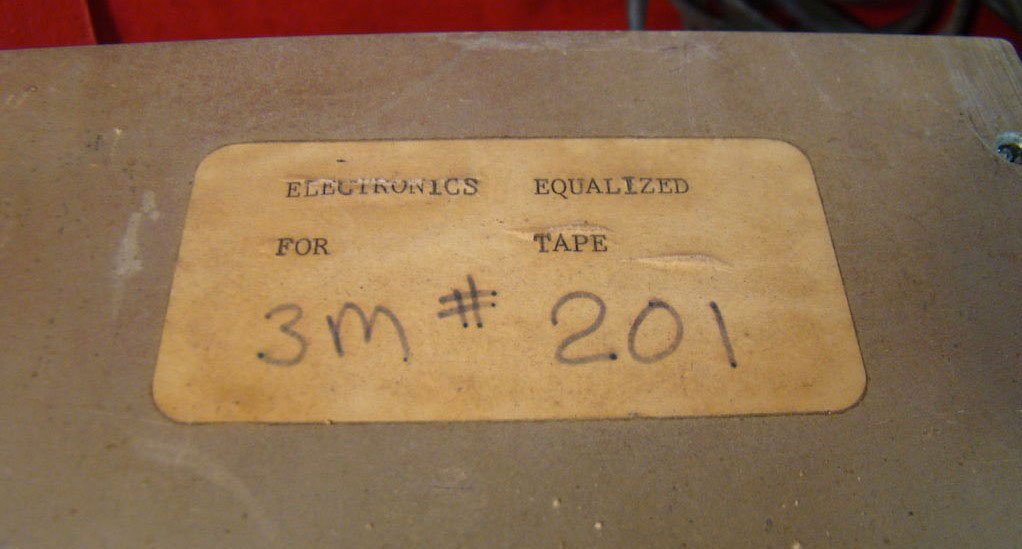 ELECTRONICS EQUALIZED
FOR TAPE
3M # 201